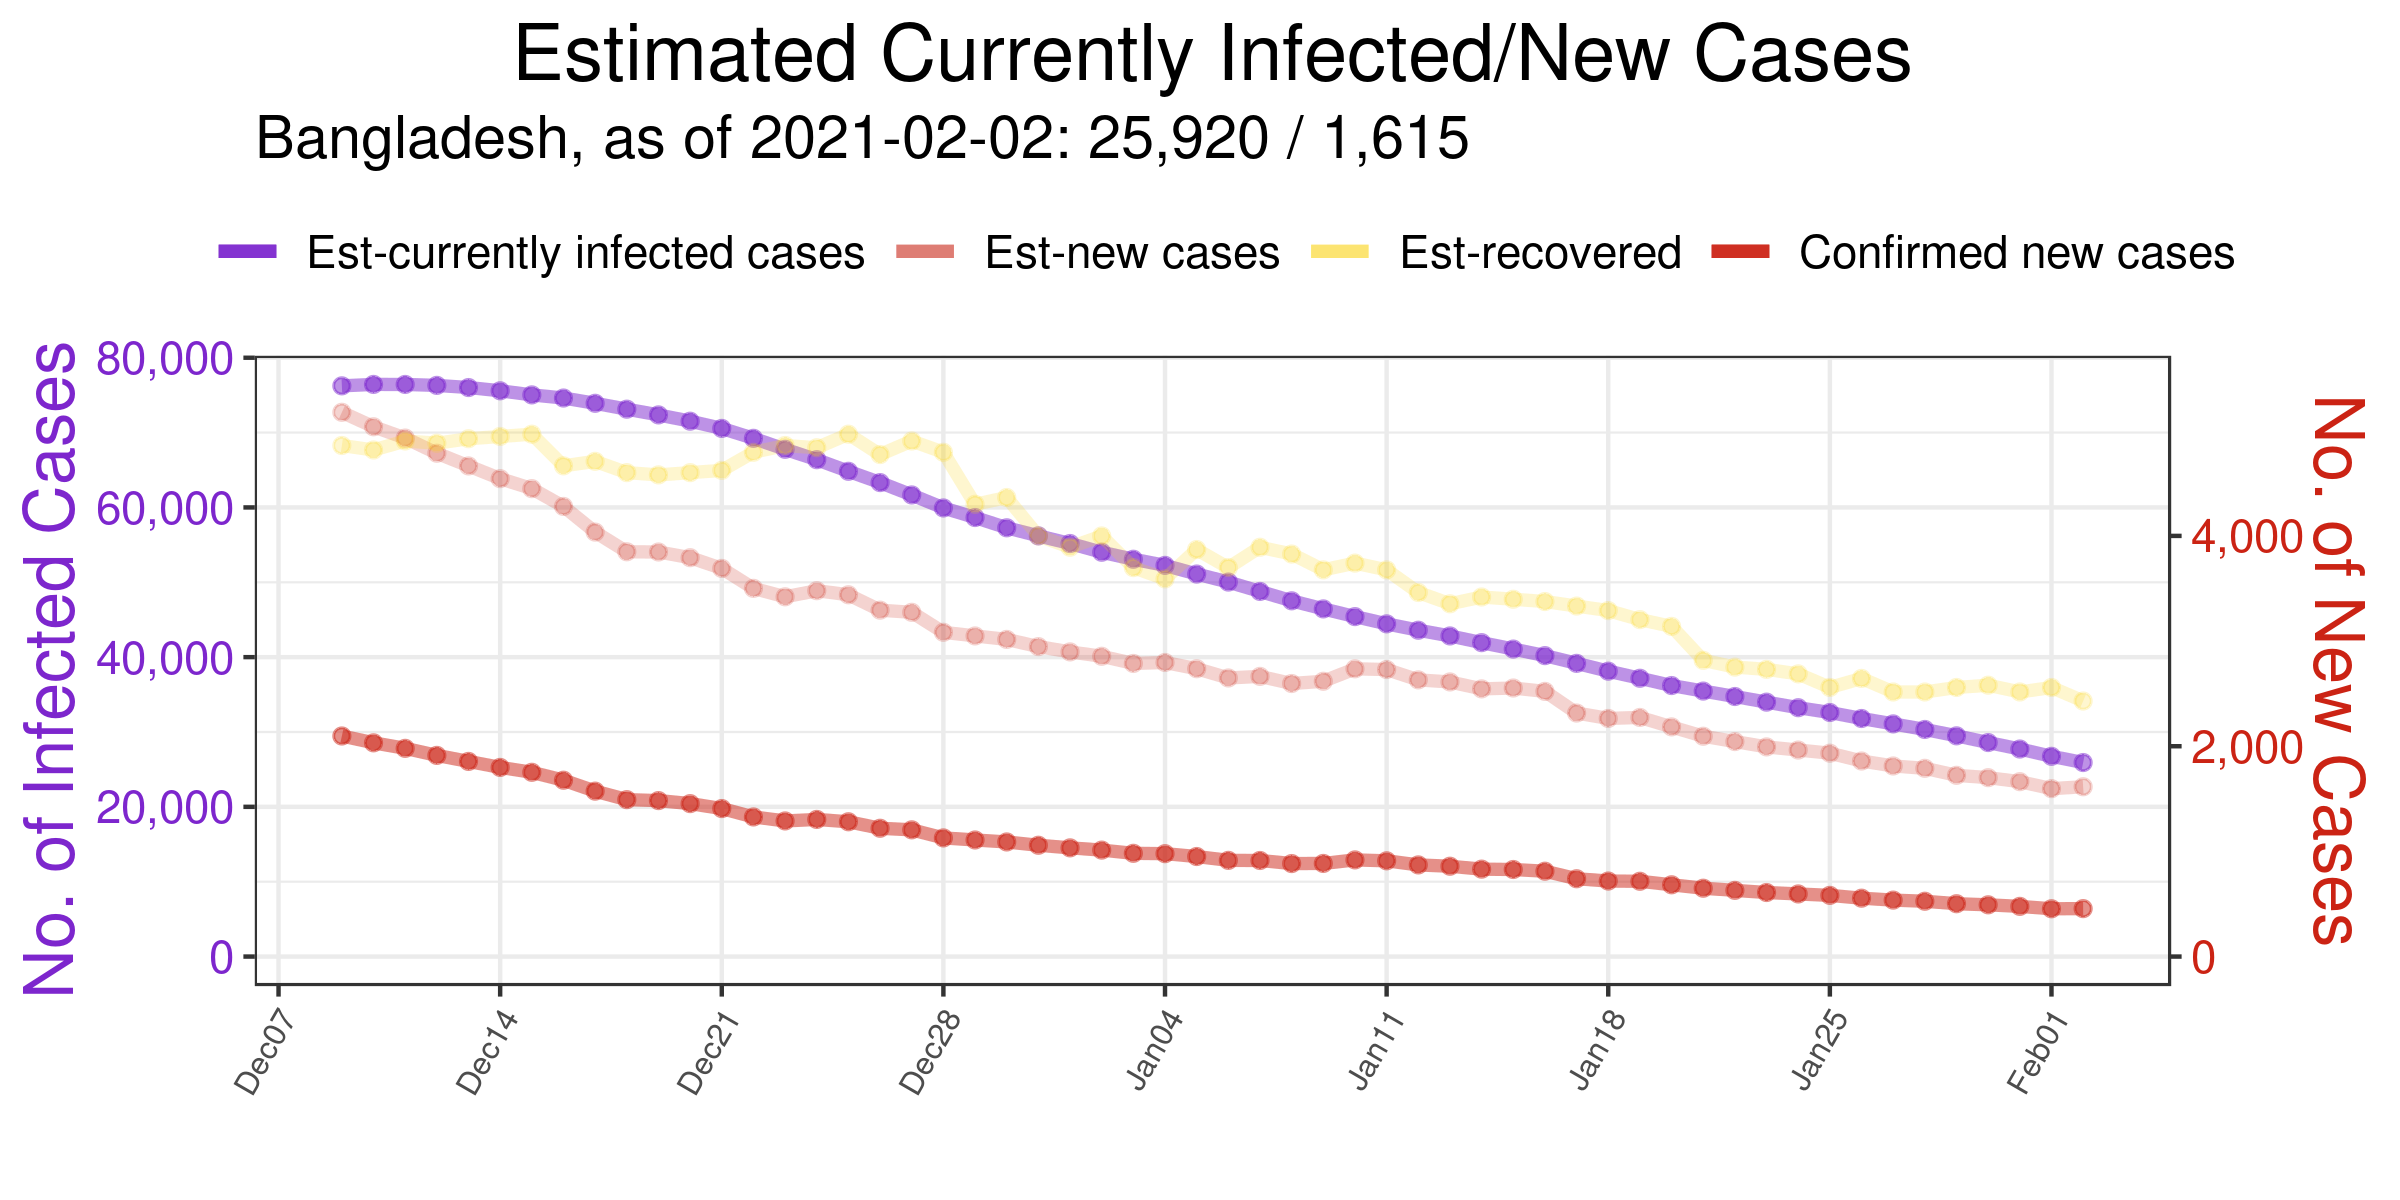 Estimated Currently Infected/New Cases
Bangladesh, as of 2021-02-02: 25,920 / 1,615
Est-currently infected cases
Est-new cases
Est-recovered
Confirmed new cases
No. of Infected Cases
80,000
60,000
40,000
20,000
0
4,000
2,000
0
No. of New Cases
Dec07
Dec14
Dec21
Dec28
Jan04
Jan11
Jan18
Jan25
Feb01